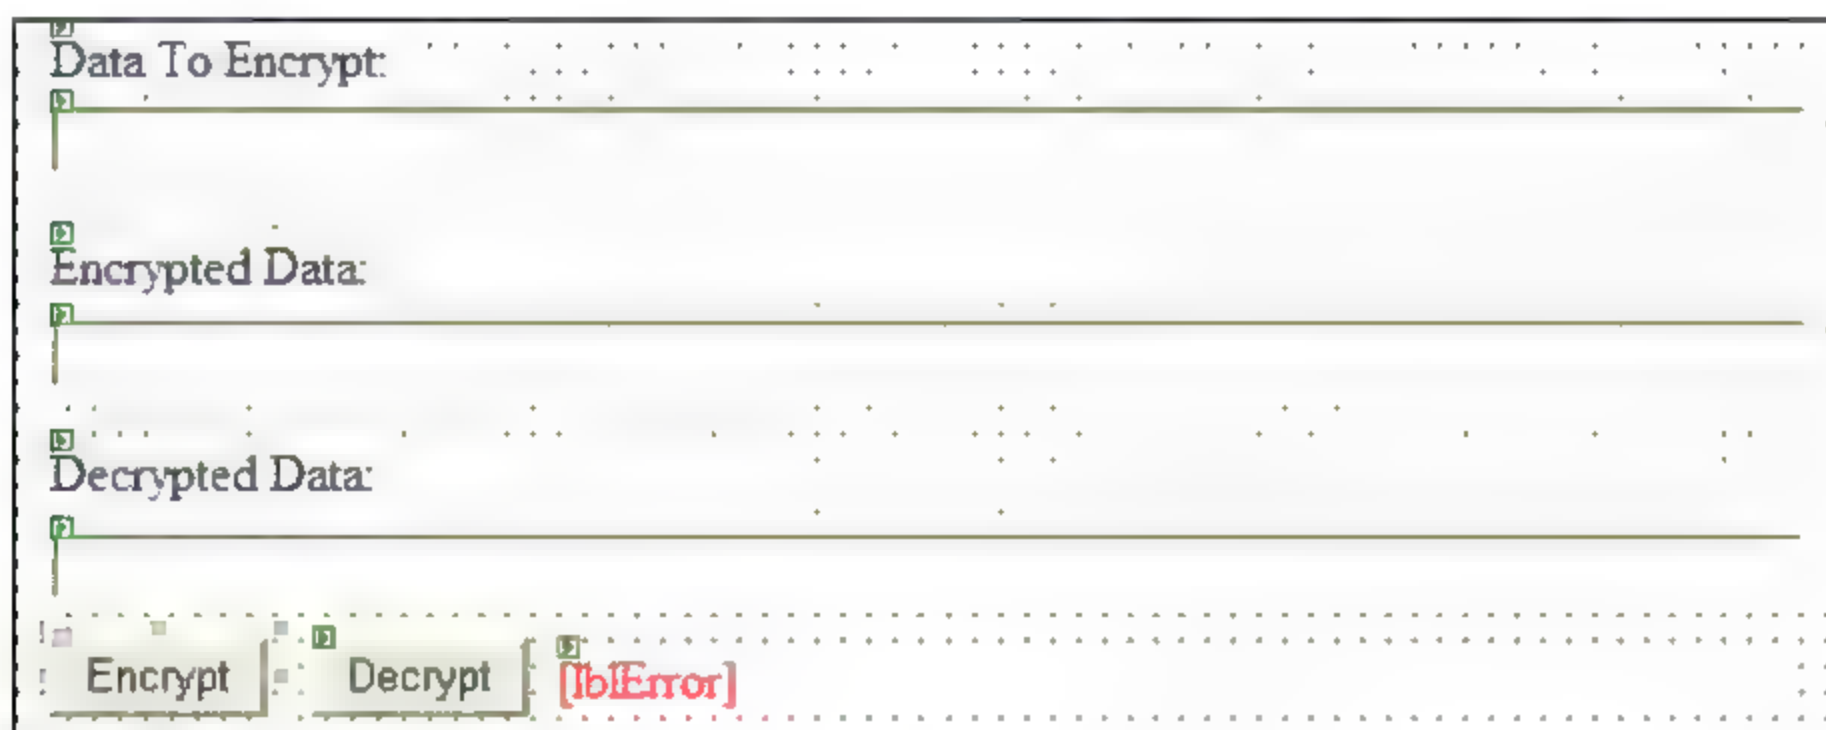 Data To Encrypt:
Encrypted Data:
Decrypted Data:
Encrypt Decrypt [lblError]